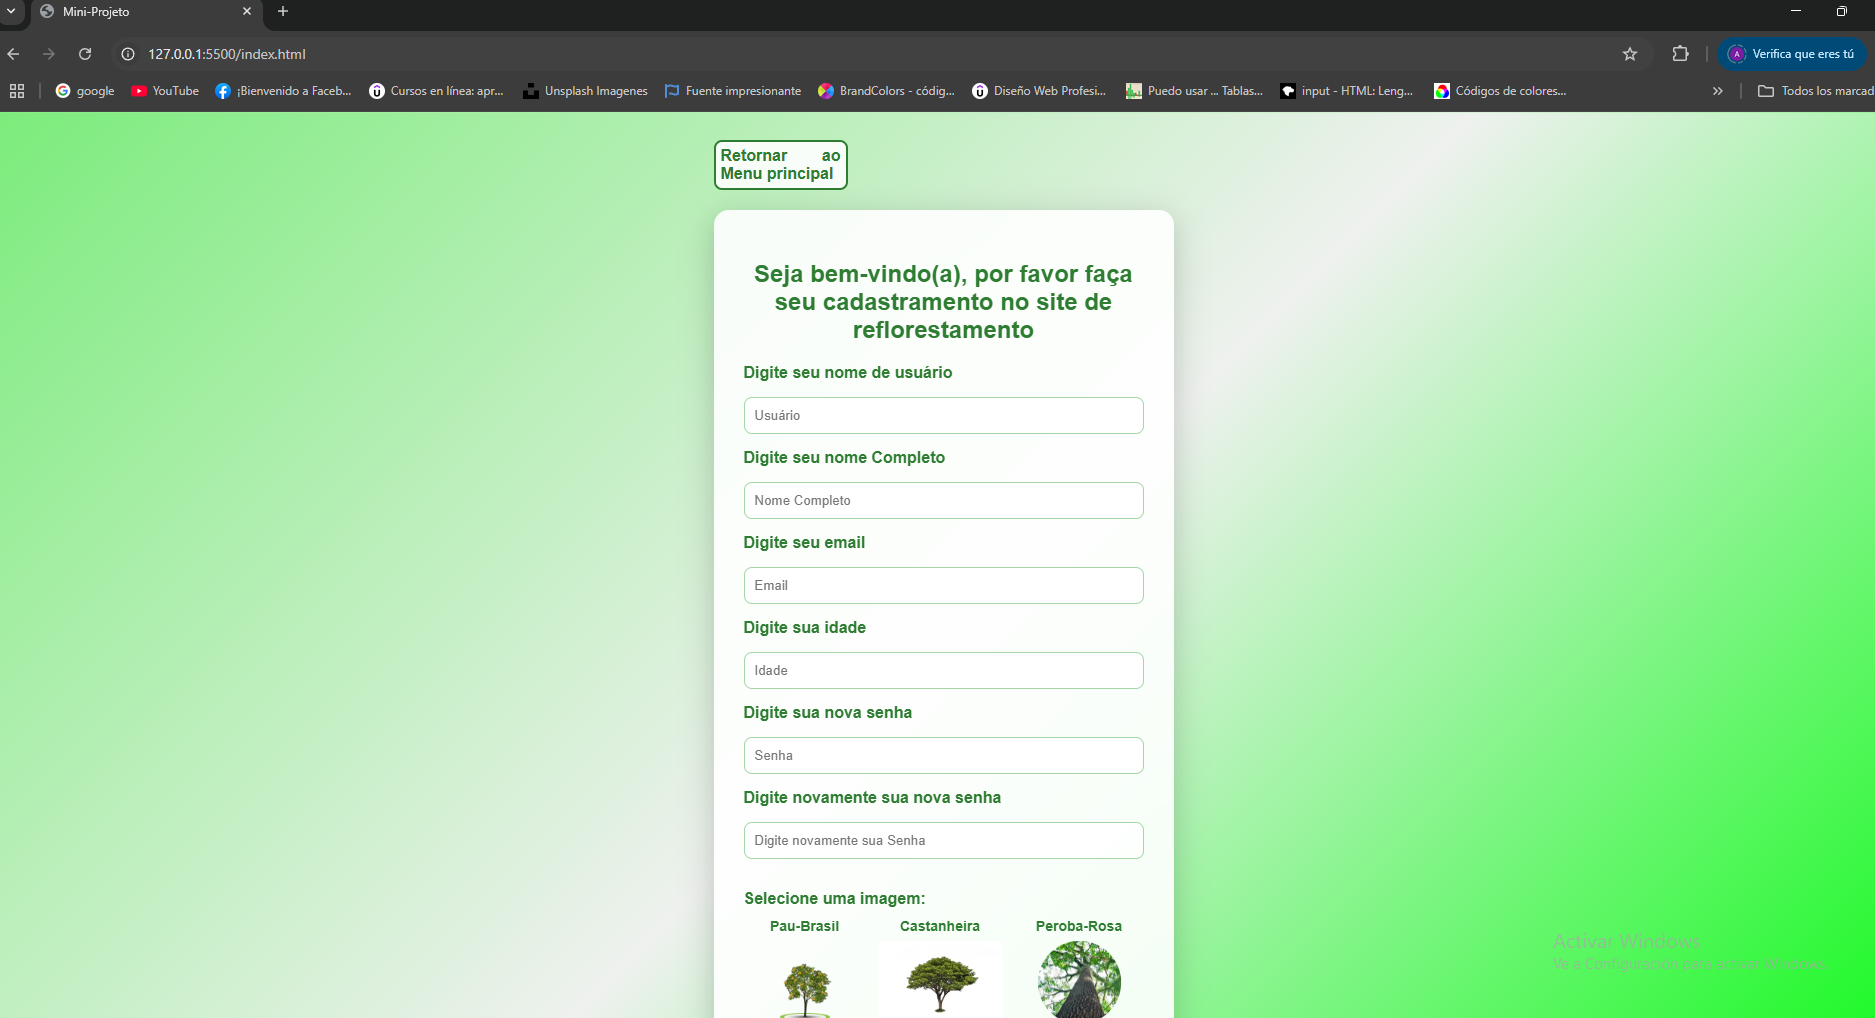 Mini-Projeto
127.0.0.1:5500/index.html
A Verifica que eres tú
google YouTube ¡Bienvenido a Faceb... Cursos en línea: apr... Unsplash Imagenes Fuente impresionante BrandColors - códig... Diseño Web Profesi... Puedo usar ... Tablas... input - HTML: Leng... Códigos de colores... » Todos los marcad
Retornar ao
Menu principal
Seja bem-vindo(a), por favor faça
seu cadastramento no site de
reflorestamento
Digite seu nome de usuário
Usuário
Digite seu nome Completo
Nome Completo
Digite seu email
Email
Digite sua idade
Idade
Digite sua nova senha
Senha
Digite novamente sua nova senha
Digite novamente sua Senha
Selecione uma imagem:
Pau-Brasil Castanheira Peroba-Rosa
Activar Windows
Ve a Configuración para activar Windows.